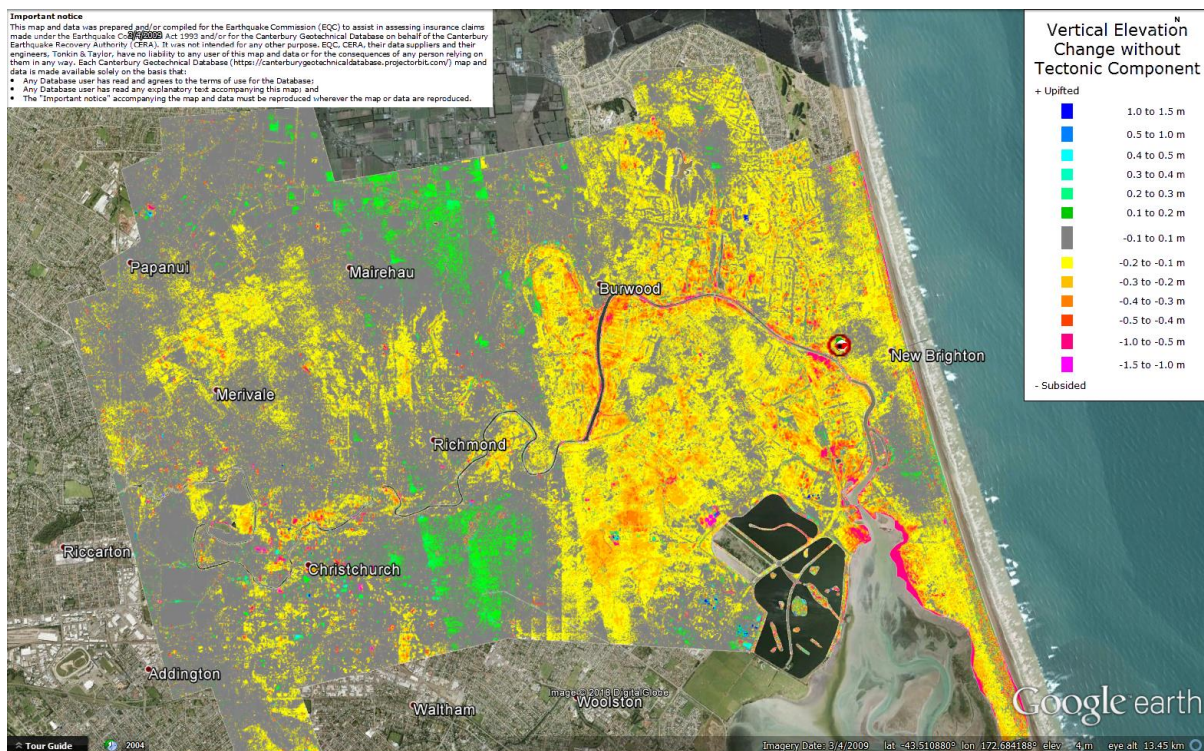 Important notice
This map and data was prepared and/or compiled for the Earthquake Commission (EQC) to assist in assessing insurance claims
made under the Earthquake Co Act 1993 and/or for the Canterbury Geotechnical Database on behalf of the Canterbury
3/4/2009
Earthquake Recovery Authority (CERA). It was not intended for any other purpose. EQC, CERA, their data suppliers and their
engineers, Tonkin & Taylor, have no liability to any user of this map and data or for the consequences of any person relying on
them in any way. Each Canterbury Geotechnical Database (https://canterburygeotechnicaldatabase.projectorbit.com/) map and
data is made available solely on the basis that:
• Any Database user has read and agrees to the terms of use for the Database;
• Any Database user has read any explanatory text accompanying this map; and
• The "Important notice" accompanying the map and data must be reproduced wherever the map or data are reproduced.
N
Vertical Elevation
Change without
Tectonic Component
+ Upifted
1.0 to 1.5 m
0.5 to 1.0 m
0.4 to 0.5 m
0.3 to 0.4 m
0.2 to 0.3 m
0.1 to 0.2 m
-0.1 to 0.1 m
-0.2 to -0.1 m
-0.3 to -0.2 m
-0.4 to -0.3 m
-0.5 to -0.4 m
-1.0 to -0.5 m
-1.5 to -1.0 m
- Subsided
Papanui
Mairehau
Burwood
New Brighton
Merivale
Richmond
Riccarton
Christchurch
Addington
Waltham
Woolston
Image © 2013 DigitalGlobe
Google earth
Tour Guide
2004
Imagery Date: 3/4/2009 lat -43.510880° lon 172.684188° elev 4 m eye alt 13.45 km